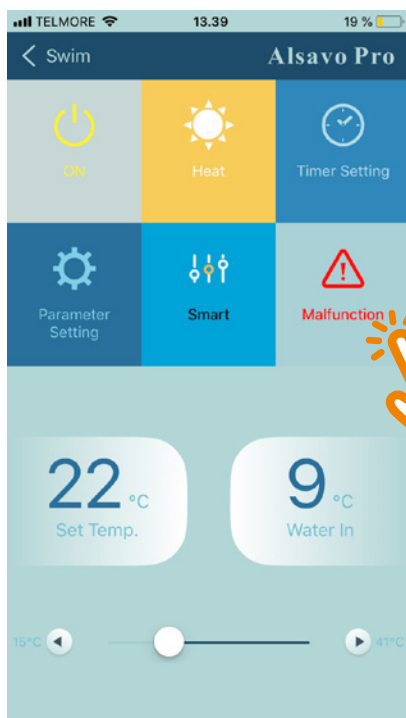 TELMORE 13.39 19 %
Swim Alsavo Pro
ON Heat Timer Setting
Parameter
Setting
Smart
Malfunction
22 °C
Set Temp.
9 °C
Water In
15°C 41°C